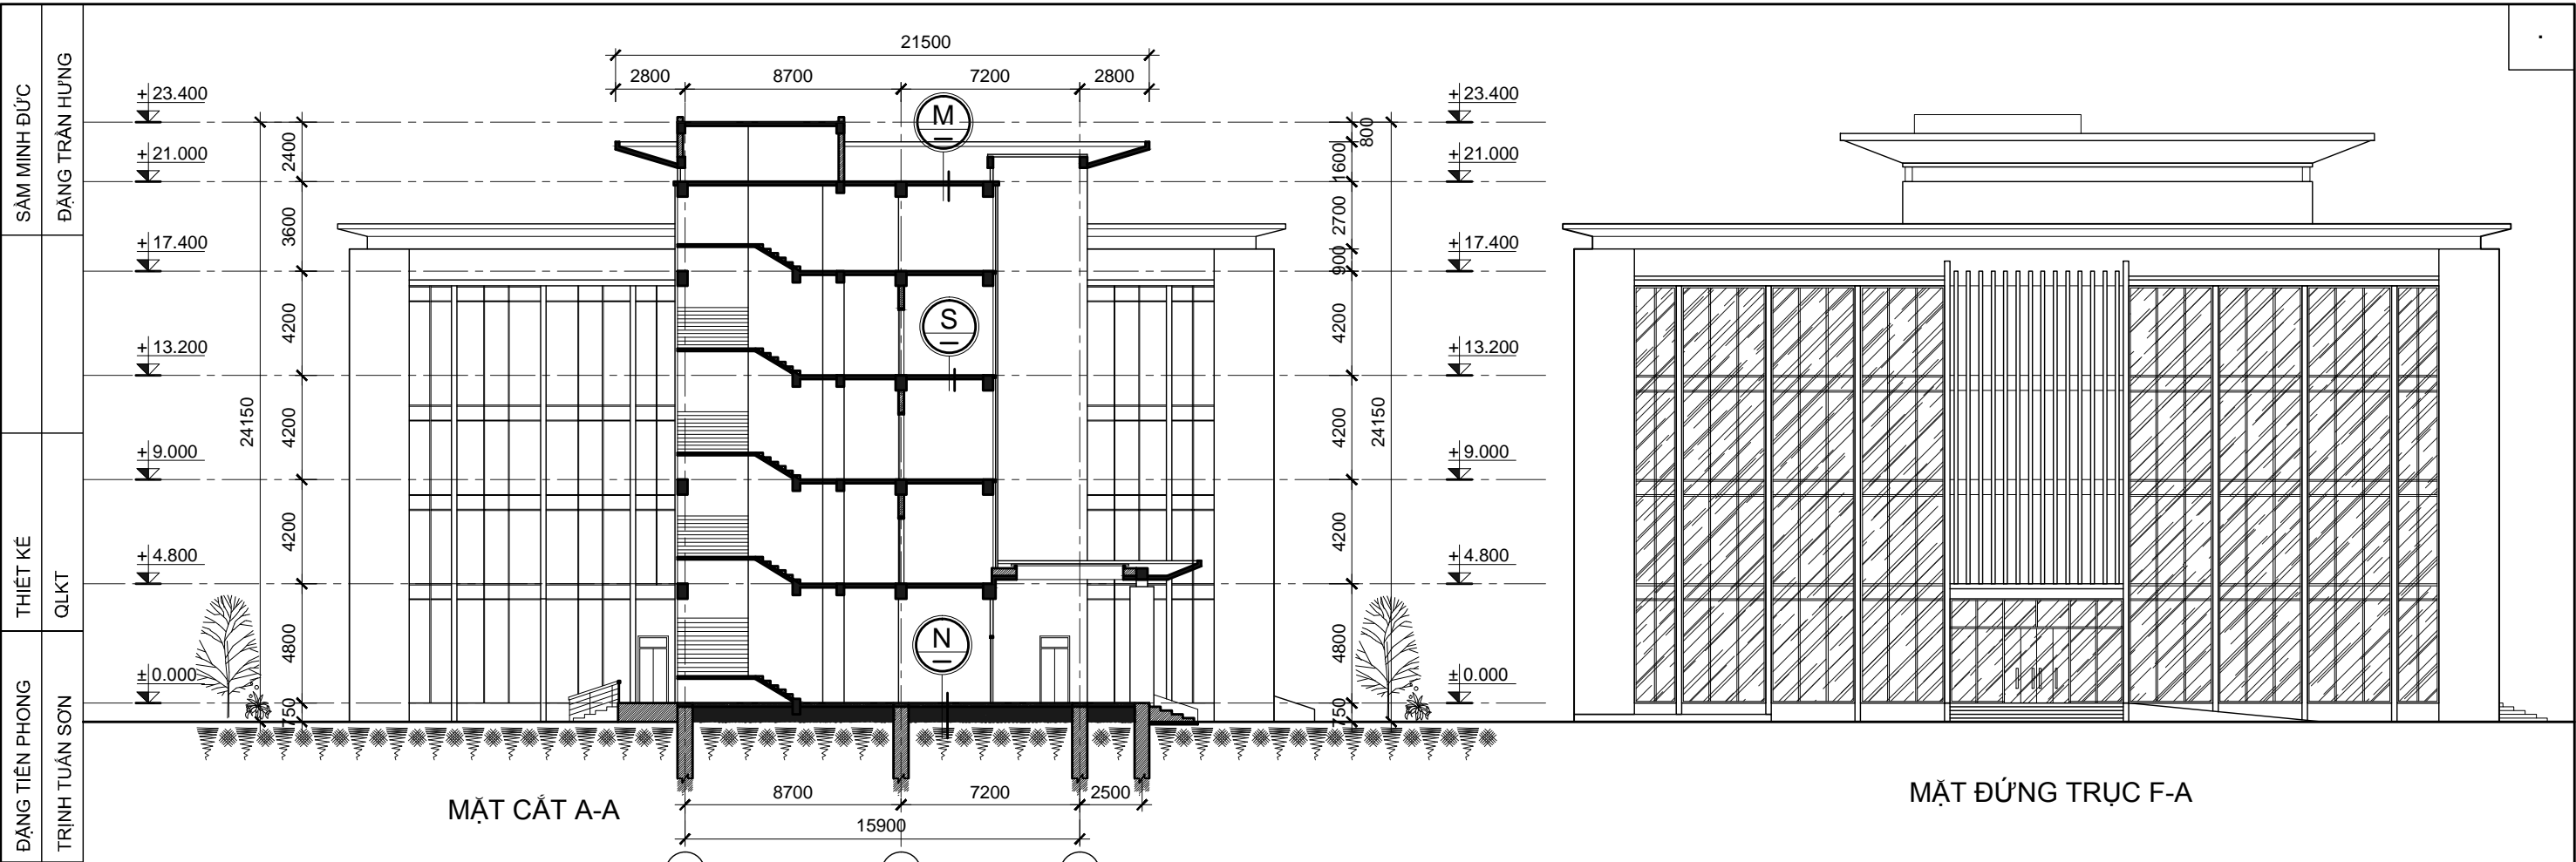 SẦM MINH ĐỨC
ĐẶNG TRẦN HƯNG
THIẾT KẾ
QLKT
ĐẶNG TIẾN PHONG
TRỊNH TUẤN SƠN
21500
2800 8700 7200 2800
+23.400
+21.000
+17.400
+13.200
+9.000
+4.800
±0.000
24150
2400
3600
4200
4200
4200
4800
750
M
S
N
800
1600
2700
900
4200
4200
4200
4800
750
24150
+23.400
+21.000
+17.400
+13.200
+9.000
+4.800
±0.000
8700 7200 2500
15900
MẶT CẮT A-A
MẶT ĐỨNG TRỤC F-A